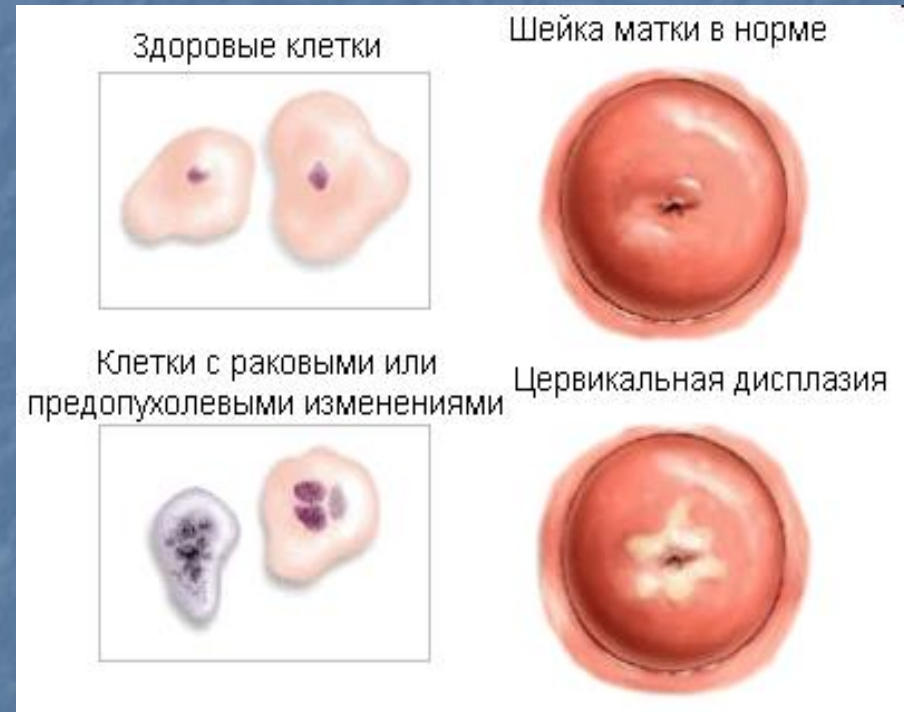 Здоровые клетки
Шейка матки в норме
Клетки с раковыми или
предопухолевыми изменениями
Цервикальная дисплазия